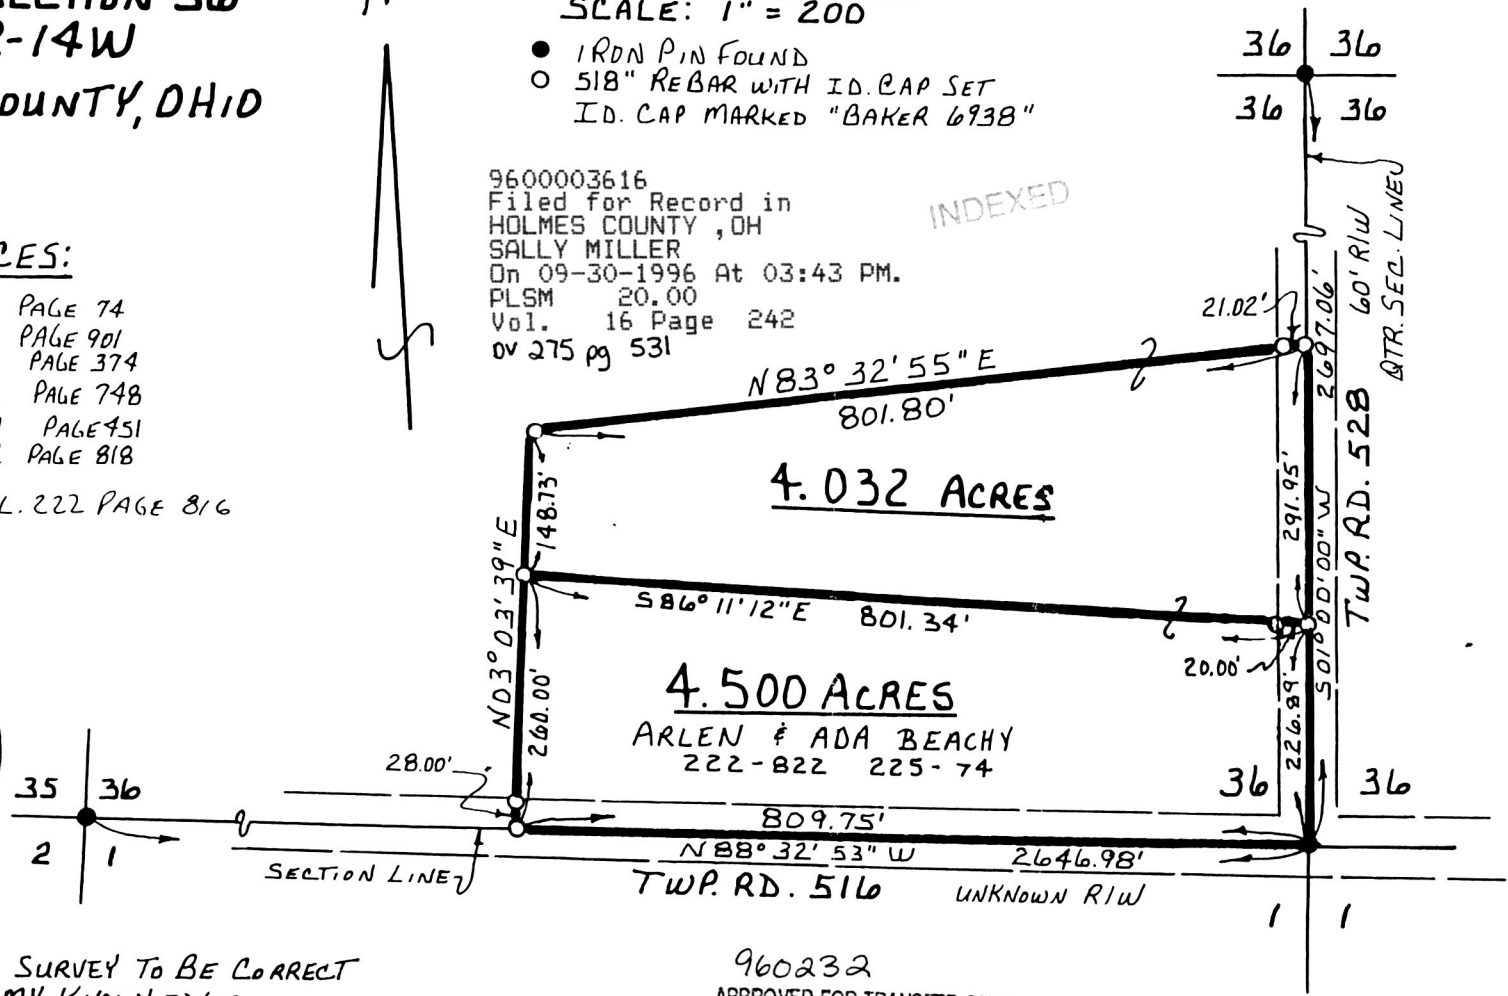 SECTION 36
R-14W
COUNTY, OHIO
SCALE: 1" = 200
IRON PIN FOUND
5/8" REBAR WITH ID. CAP SET
ID. CAP MARKED "BAKER 6938"
36 36
36 36
9600003616
Filed for Record in
HOLMES COUNTY , OH
SALLY MILLER
On 09-30-1996 At 03:43 PM.
PLSM 20.00
Vol. 16 Page 242
OV 275 pg 531
INDEXED
CES:
PAGE 74
PAGE 901
PAGE 374
PAGE 748
PAGE 451
PAGE 818
L. 222 PAGE 816
QTR. SEC. LINE
60' R/W
TWP. RD. 528
2697.06'
S 01° 00' 00" W
21.02'
N 83° 32' 55" E
801.80'
4.032 ACRES
148.73'
291.95'
N 03° 03' 39" E
S 86° 11' 12" E 801.34'
20.00'
260.00'
226.89'
4.500 ACRES
ARLEN & ADA BEACHY
222-822 225-74
28.00'
35 36
2 1
36 36
809.75'
N 88° 32' 53" W 2646.98'
SECTION LINE
TWP. RD. 516 UNKNOWN R/W
1 1
SURVEY TO BE CORRECT
960232